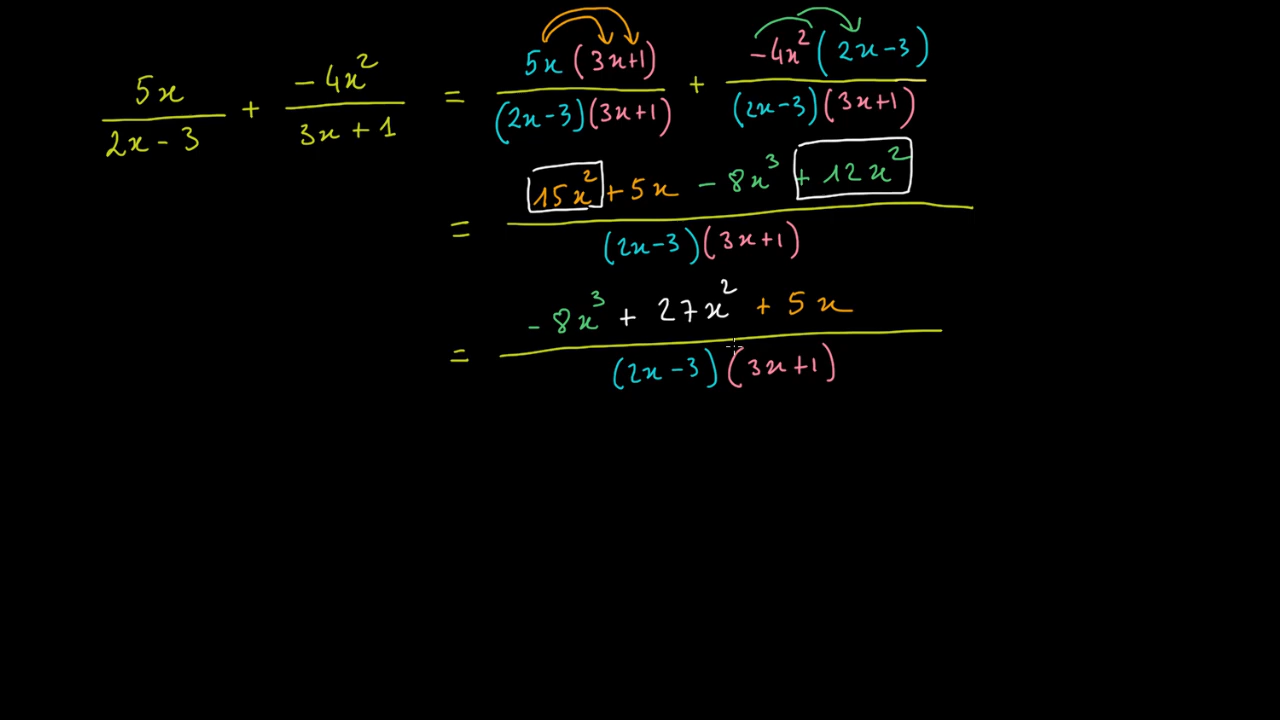 5x/(2x - 3) + (- 4x²)/(3x + 1) = 5x(3x+1)/((2x-3)(3x+1)) + -4x²(2x-3)/((2x-3)(3x+1))
= (15x² + 5x - 8x³ + 12x²)/((2x-3)(3x+1))
= (- 8x³ + 27x² + 5x)/((2x-3)(3x+1))